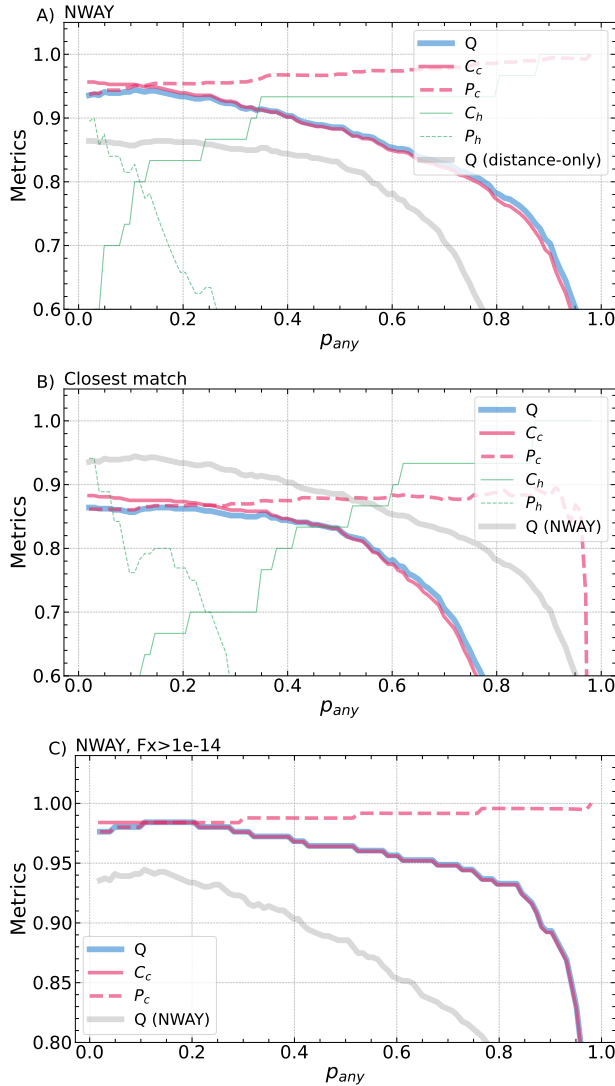 A) NWAY
1.0
0.9
0.8
0.7
0.6
Metrics
Q
C_c
P_c
C_h
P_h
Q (distance-only)
0.0 0.2 0.4 0.6 0.8 1.0
p_any
B) Closest match
1.0
0.9
0.8
0.7
0.6
Metrics
Q
C_c
P_c
C_h
P_h
Q (NWAY)
0.0 0.2 0.4 0.6 0.8 1.0
p_any
C) NWAY, Fx>1e-14
1.00
0.95
0.90
0.85
0.80
Metrics
Q
C_c
P_c
Q (NWAY)
0.0 0.2 0.4 0.6 0.8 1.0
p_any